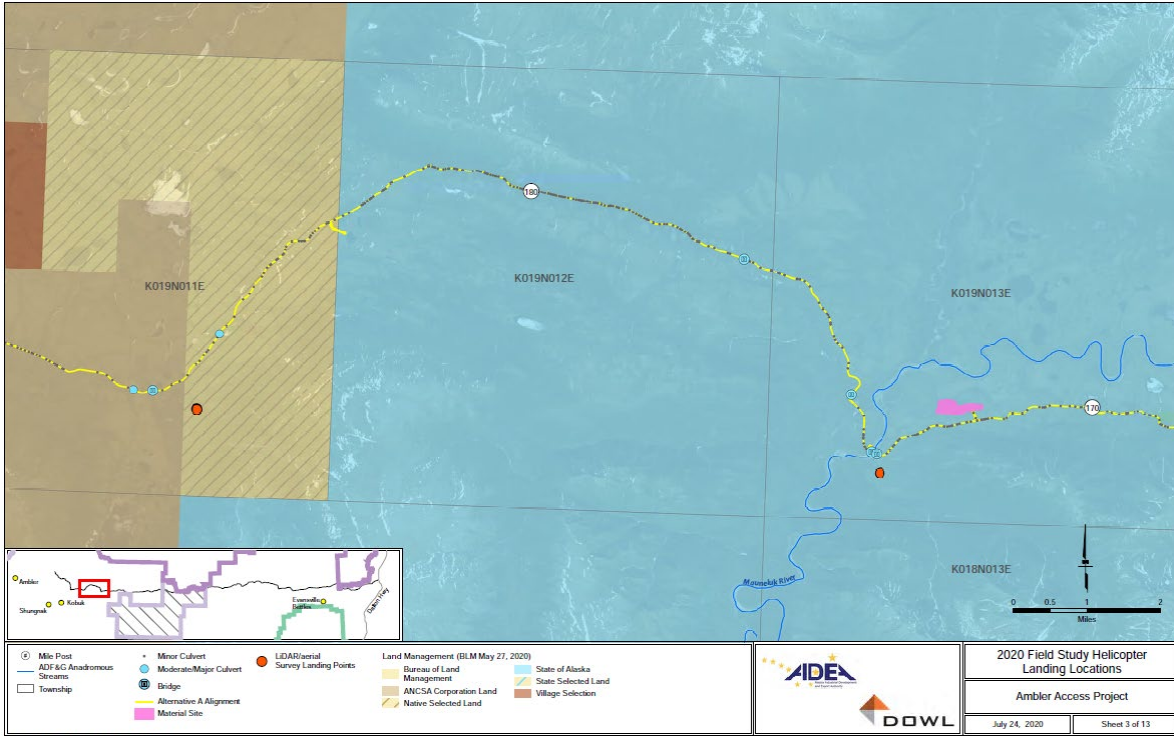 180
K019N011E
K019N012E
K019N013E
170
Mauneluk River
K018N013E
0 0.5 1 2
Miles
Ambler
Shungnak
Kobuk
Evansville
Bettles
Dalton Hwy
Mile Post
ADF&G Anadromous
Streams
Township
Minor Culvert
Moderate/Major Culvert
Bridge
Alternative A Alignment
Material Site
LiDAR/aerial
Survey Landing Points
Land Management (BLM May 27, 2020)
Bureau of Land
Management
ANCSA Corporation Land
Native Selected Land
State of Alaska
State Selected Land
Village Selection
AIDEA
DOWL
2020 Field Study Helicopter
Landing Locations
Ambler Access Project
July 24, 2020
Sheet 3 of 13